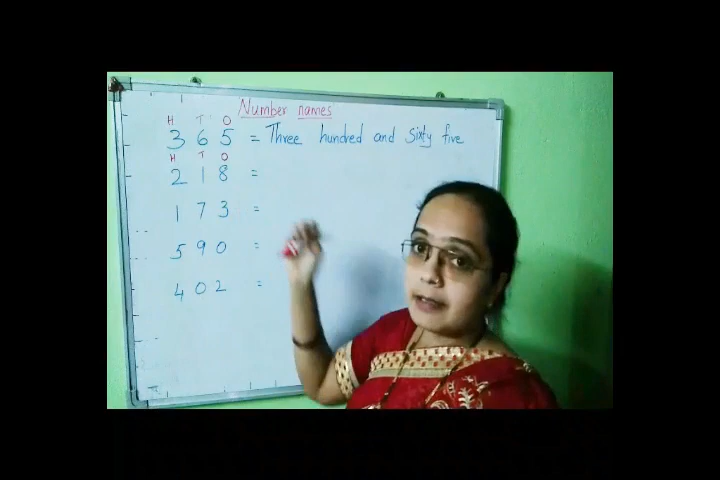 Number names
H T O
3 6 5 = Three hundred and Sixty five
H T O
2 1 8 =
1 7 3 =
5 9 0 =
4 0 2 =